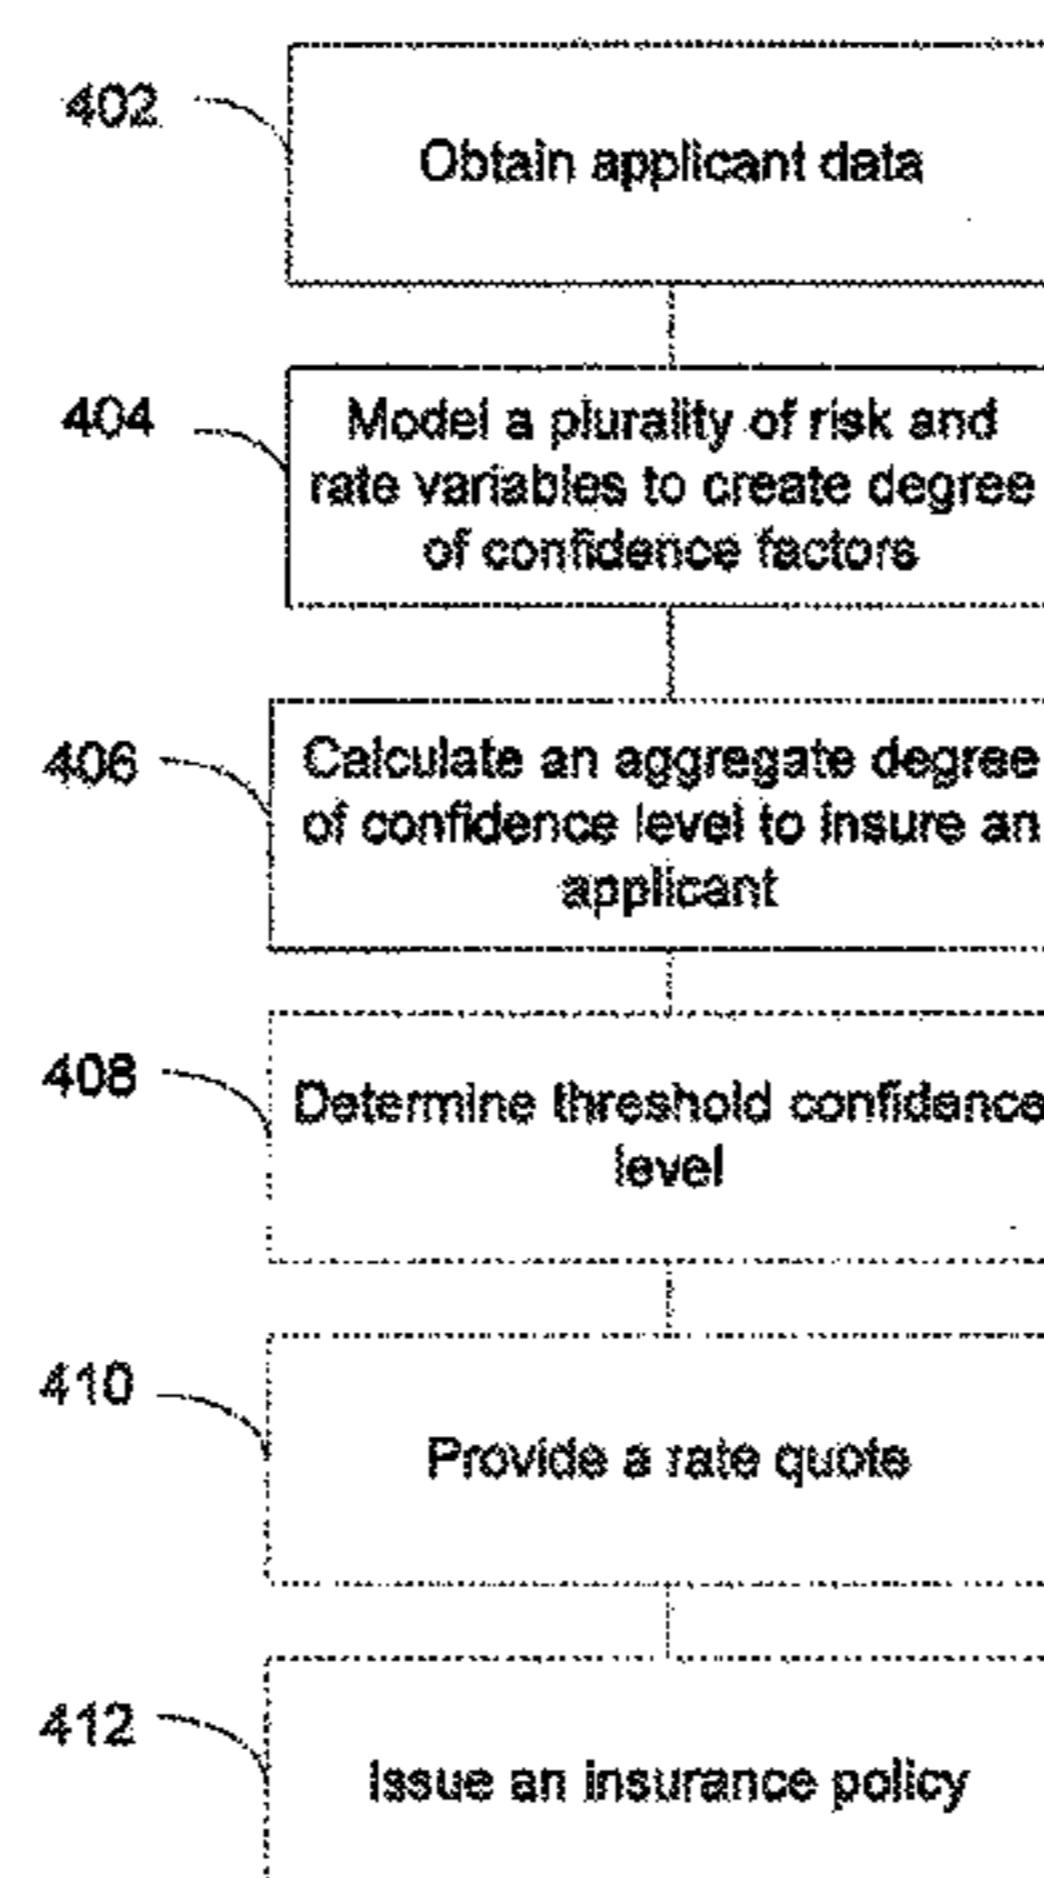 402
Obtain applicant data
404
Model a plurality of risk and
rate variables to create degree
of confidence factors
406
Calculate an aggregate degree
of confidence level to insure an
applicant
408
Determine threshold confidence
level
410
Provide a rate quote
412
Issue an insurance policy